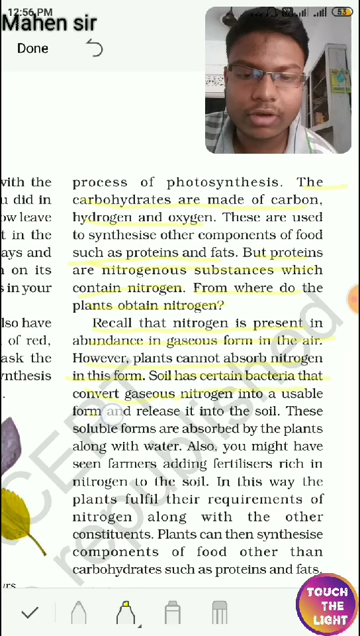 12:56 PM
53
Mahen sir
Done
with the
u did in
ow leave
t in the
ays and
n on its
s in your
lso have
of red,
ask the
ynthesis
.
process of photosynthesis. The
carbohydrates are made of carbon,
hydrogen and oxygen. These are used
to synthesise other components of food
such as proteins and fats. But proteins
are nitrogenous substances which
contain nitrogen. From where do the
plants obtain nitrogen?
Recall that nitrogen is present in
abundance in gaseous form in the air.
However, plants cannot absorb nitrogen
in this form. Soil has certain bacteria that
convert gaseous nitrogen into a usable
form and release it into the soil. These
soluble forms are absorbed by the plants
along with water. Also, you might have
seen farmers adding fertilisers rich in
nitrogen to the soil. In this way the
plants fulfil their requirements of
nitrogen along with the other
constituents. Plants can then synthesise
components of food other than
carbohydrates such as proteins and fats.
republished
TOUCH
THE
LIGHT